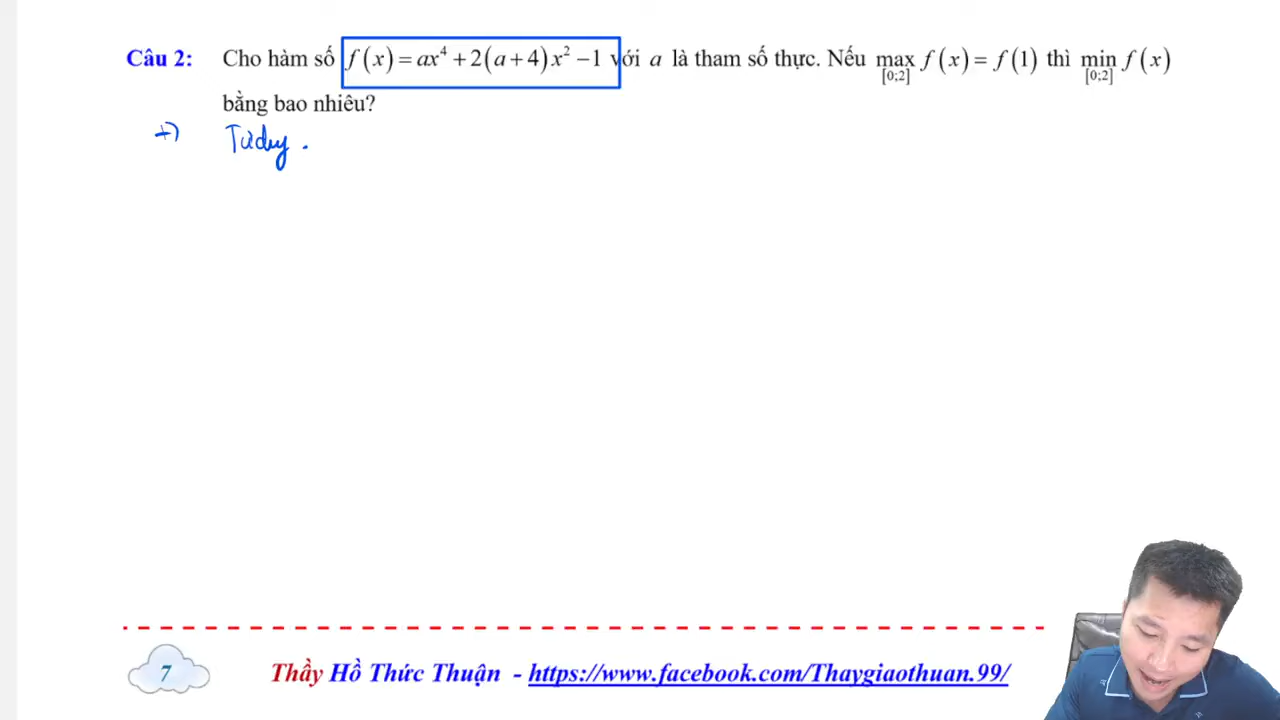 Câu 2: Cho hàm số f(x) = ax⁴ + 2(a+4)x² − 1 với a là tham số thực. Nếu max f(x) = f(1) thì min f(x)
[0;2] [0;2]
bằng bao nhiêu?
+) Tư duy.
7 Thầy Hồ Thức Thuận - https://www.facebook.com/Thaygiaothuan.99/